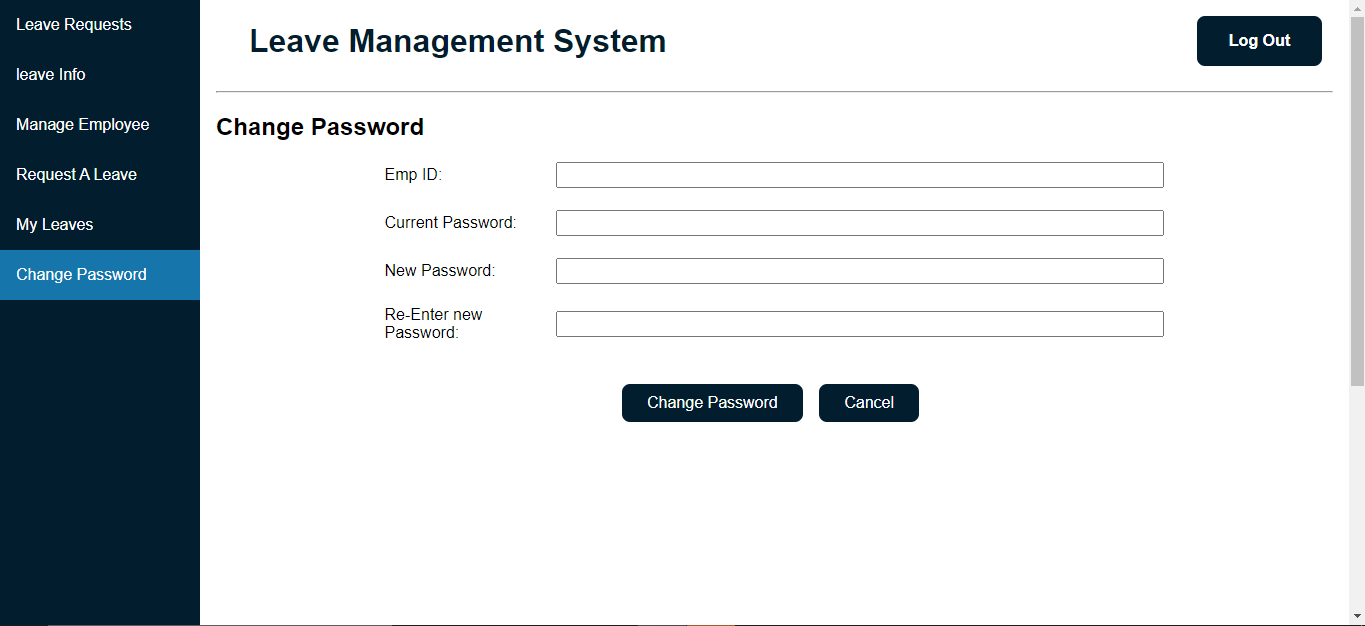 Leave Requests
leave Info
Manage Employee
Request A Leave
My Leaves
Change Password
Leave Management System
Log Out
Change Password
Emp ID:
Current Password:
New Password:
Re-Enter new
Password:
Change Password
Cancel